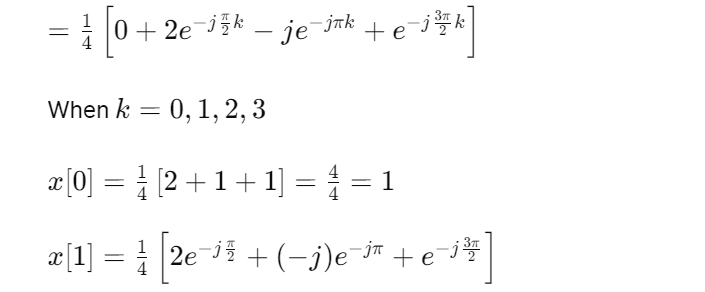 = 1/4 [0 + 2e^{-j π/2 k} − je^{-jπk} + e^{-j 3π/2 k}]
When k = 0, 1, 2, 3
x[0] = 1/4 [2 + 1 + 1] = 4/4 = 1
x[1] = 1/4 [2e^{-j π/2} + (−j)e^{-jπ} + e^{-j 3π/2}]